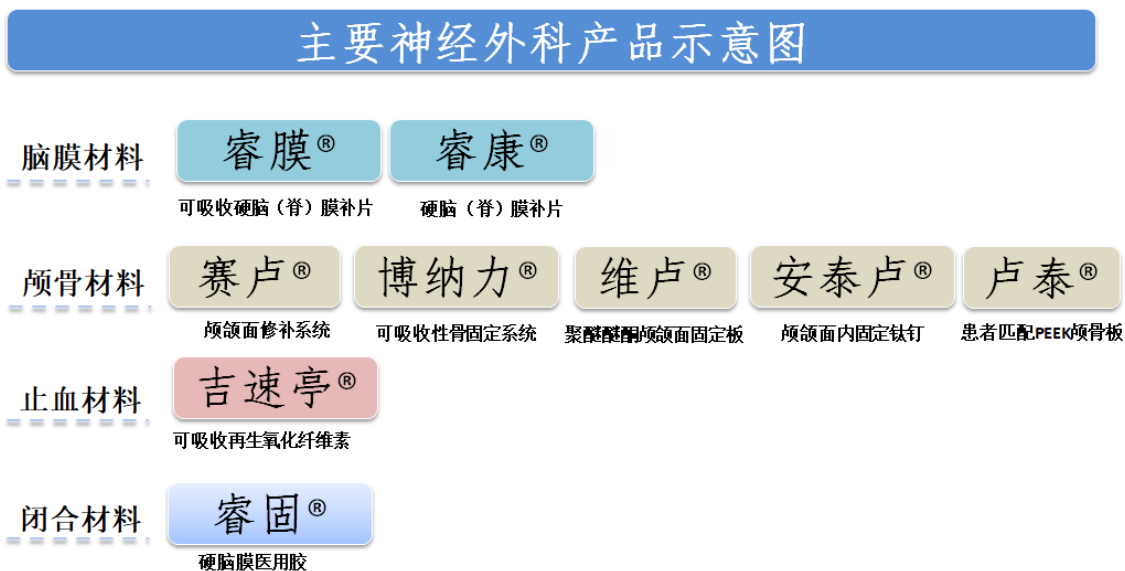 主要神经外科产品示意图
脑膜材料
睿膜® 睿康®
可吸收硬脑（脊）膜补片 硬脑（脊）膜补片
颅骨材料
赛卢® 博纳力® 维卢® 安泰卢® 卢泰®
颅颌面修补系统 可吸收性骨固定系统 聚醚醚酮颅颌面固定板 颅颌面内固定钛钉 患者匹配PEEK颅骨板
止血材料
吉速亭®
可吸收再生氧化纤维素
闭合材料
睿固®
硬脑膜医用胶